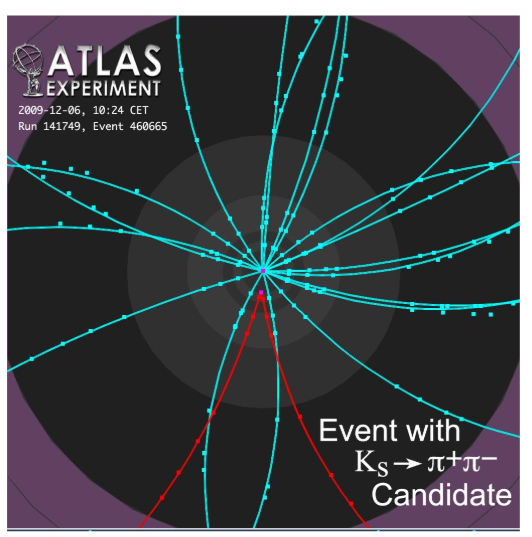 ATLAS
EXPERIMENT
2009-12-06, 10:24 CET
Run 141749, Event 460665
Event with
K_S → π⁺π⁻
Candidate